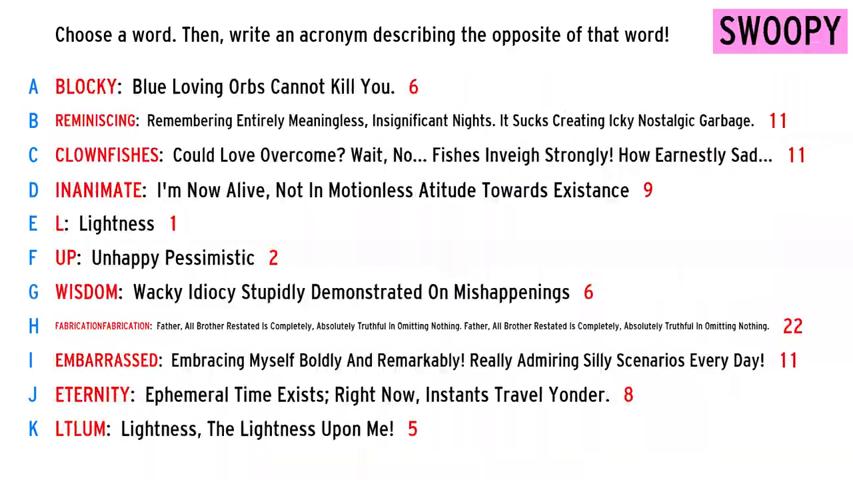 Choose a word. Then, write an acronym describing the opposite of that word! SWOOPY
A BLOCKY: Blue Loving Orbs Cannot Kill You. 6
B REMINISCING: Remembering Entirely Meaningless, Insignificant Nights. It Sucks Creating Icky Nostalgic Garbage. 11
C CLOWNFISHES: Could Love Overcome? Wait, No... Fishes Inveigh Strongly! How Earnestly Sad... 11
D INANIMATE: I'm Now Alive, Not In Motionless Atitude Towards Existance 9
E L: Lightness 1
F UP: Unhappy Pessimistic 2
G WISDOM: Wacky Idiocy Stupidly Demonstrated On Mishappenings 6
H FABRICATIONFABRICATION: Father, All Brother Restated Is Completely, Absolutely Truthful In Omitting Nothing. Father, All Brother Restated Is Completely, Absolutely Truthful In Omitting Nothing. 22
I EMBARRASSED: Embracing Myself Boldly And Remarkably! Really Admiring Silly Scenarios Every Day! 11
J ETERNITY: Ephemeral Time Exists; Right Now, Instants Travel Yonder. 8
K LTLUM: Lightness, The Lightness Upon Me! 5